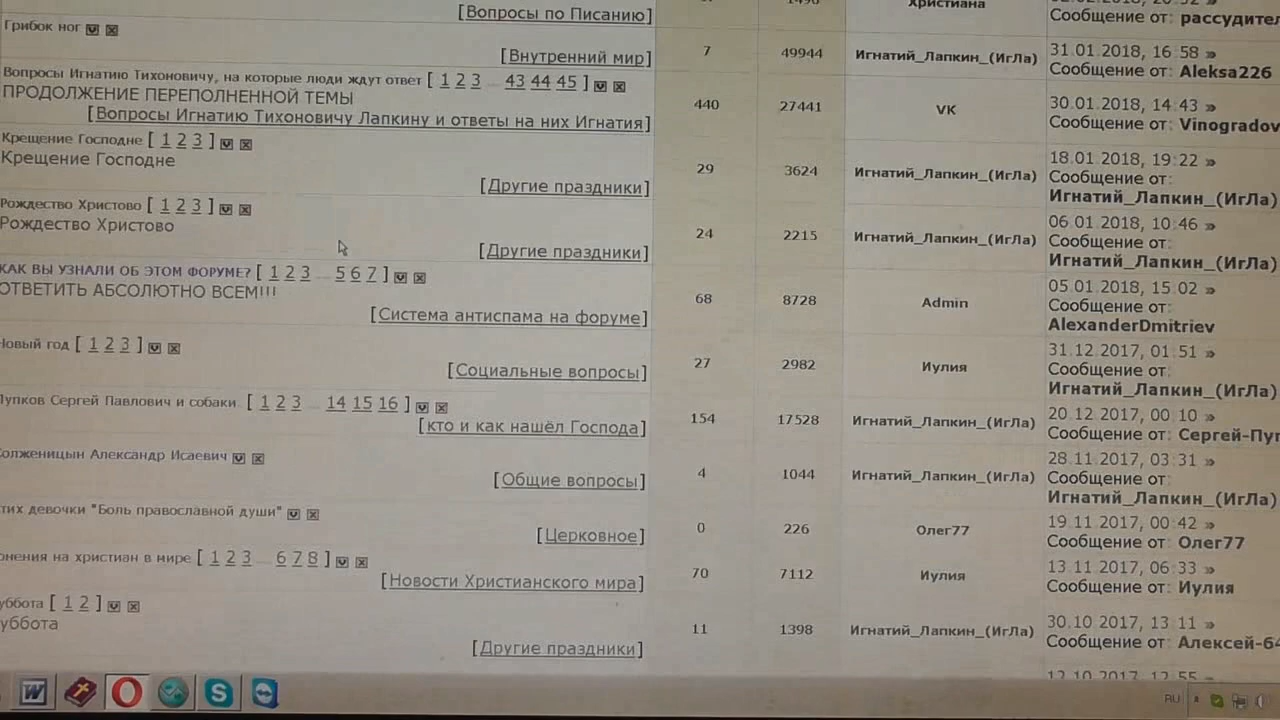 [Вопросы по Писанию]
Христиана
Сообщение от:
Грибок ног
[Внутренний мир]
7 49944 Игнатий_Лапкин_(ИгЛа) 31.01.2018, 16:58 »
Сообщение от: Aleksa226
Вопросы Игнатию Тихоновичу, на которые люди ждут ответ [ 1 2 3 ... 43 44 45 ]
ПРОДОЛЖЕНИЕ ПЕРЕПОЛНЕННОЙ ТЕМЫ
[Вопросы Игнатию Тихоновичу Лапкину и ответы на них Игнатия]
440 27441 VK 30.01.2018, 14:43 »
Сообщение от: Vinogradov
Крещение Господне [ 1 2 3 ]
Крещение Господне
[Другие праздники]
29 3624 Игнатий_Лапкин_(ИгЛа) 18.01.2018, 19:22 »
Сообщение от:
Игнатий_Лапкин_(ИгЛа)
Рождество Христово [ 1 2 3 ]
Рождество Христово
[Другие праздники]
24 2215 Игнатий_Лапкин_(ИгЛа) 06.01.2018, 10:46 »
Сообщение от:
Игнатий_Лапкин_(ИгЛа)
КАК ВЫ УЗНАЛИ ОБ ЭТОМ ФОРУМЕ? [ 1 2 3 ... 5 6 7 ]
ОТВЕТИТЬ АБСОЛЮТНО ВСЕМ!!!
[Система антиспама на форуме]
68 8728 Admin 05.01.2018, 15:02 »
Сообщение от:
AlexanderDmitriev
Новый год [ 1 2 3 ]
[Социальные вопросы]
27 2982 Иулия 31.12.2017, 01:51 »
Сообщение от:
Игнатий_Лапкин_(ИгЛа)
Пупков Сергей Павлович и собаки. [ 1 2 3 ... 14 15 16 ]
[кто и как нашёл Господа]
154 17528 Игнатий_Лапкин_(ИгЛа) 20.12.2017, 00:10 »
Сообщение от: Сергей-Пуп
Солженицын Александр Исаевич
[Общие вопросы]
4 1044 Игнатий_Лапкин_(ИгЛа) 28.11.2017, 03:31 »
Сообщение от:
Игнатий_Лапкин_(ИгЛа)
тих девочки "Боль православной души"
[Церковное]
0 226 Олег77 19.11.2017, 00:42 »
Сообщение от: Олег77
онения на христиан в мире [ 1 2 3 ... 6 7 8 ]
[Новости Христианского мира]
70 7112 Иулия 13.11.2017, 06:33 »
Сообщение от: Иулия
уббота [ 1 2 ]
уббота
[Другие праздники]
11 1398 Игнатий_Лапкин_(ИгЛа) 30.10.2017, 13:11 »
Сообщение от: Алексей-64
12.10.2017, 12:55
RU